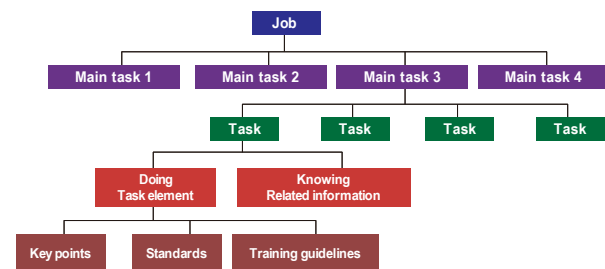 Job
Main task 1
Main task 2
Main task 3
Main task 4
Task
Task
Task
Task
Doing
Task element
Knowing
Related information
Key points
Standards
Training guidelines